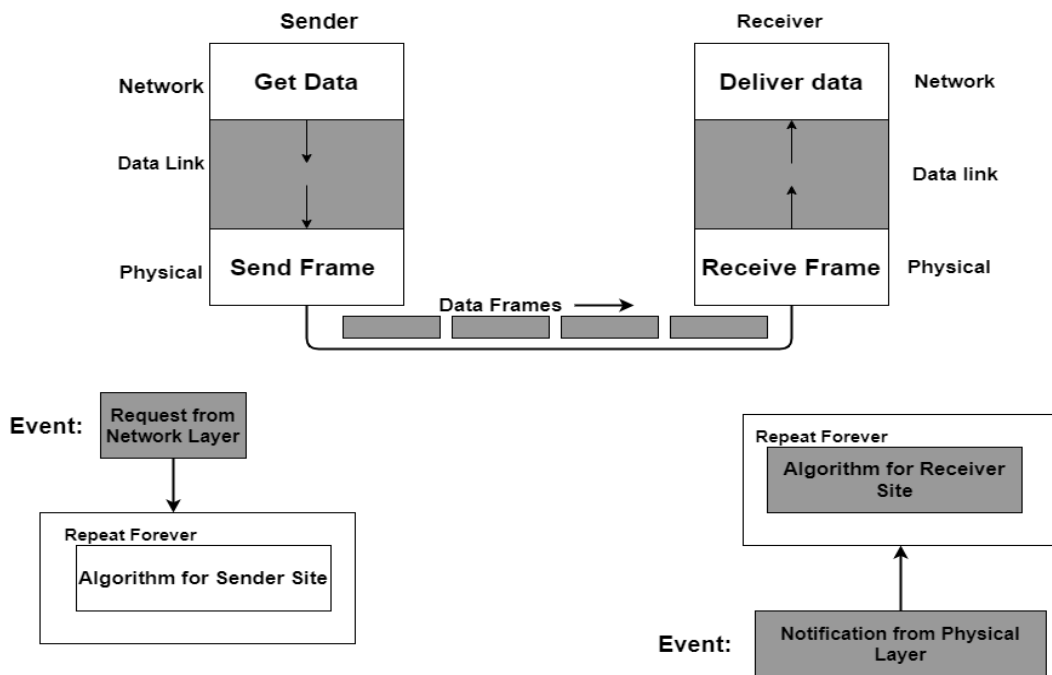 Sender
Receiver
Network
Get Data
Deliver data
Network
Data Link
Data link
Physical
Send Frame
Receive Frame
Physical
Data Frames
Event:
Request from
Network Layer
Repeat Forever
Algorithm for Sender Site
Repeat Forever
Algorithm for Receiver
Site
Event:
Notification from Physical
Layer